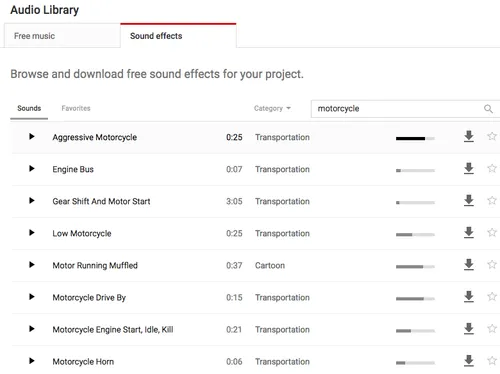 Audio Library
Free music Sound effects
Browse and download free sound effects for your project.
Sounds Favorites Category motorcycle
Aggressive Motorcycle 0:25 Transportation
Engine Bus 0:07 Transportation
Gear Shift And Motor Start 3:05 Transportation
Low Motorcycle 0:25 Transportation
Motor Running Muffled 0:37 Cartoon
Motorcycle Drive By 0:15 Transportation
Motorcycle Engine Start, Idle, Kill 0:21 Transportation
Motorcycle Horn 0:06 Transportation